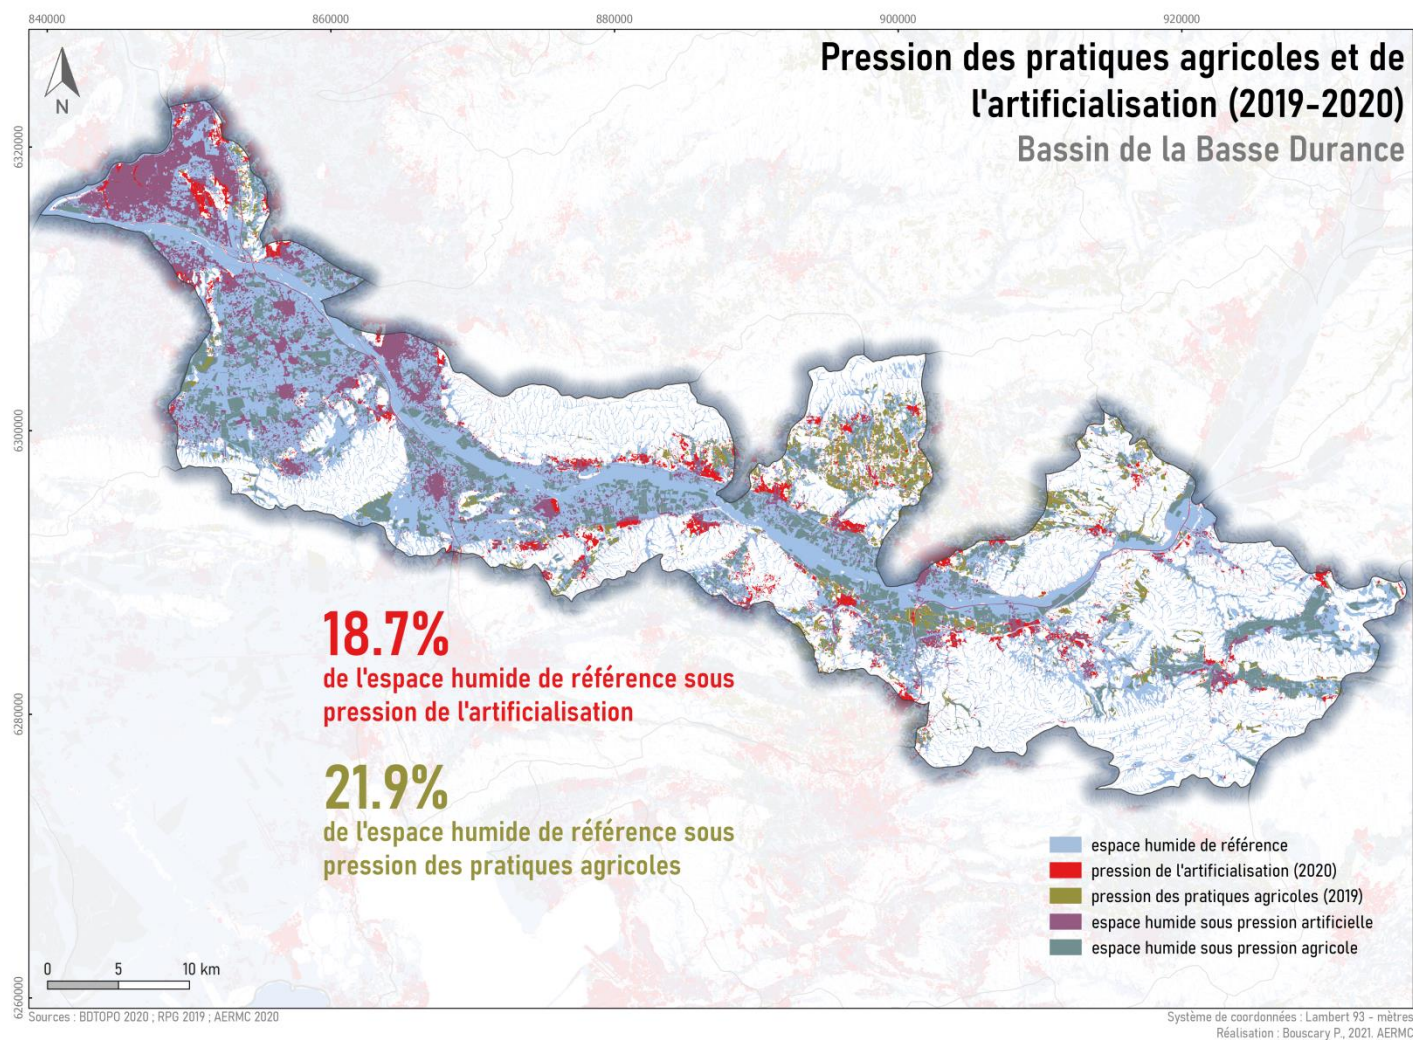 840000
860000
880000
900000
920000
Pression des pratiques agricoles et de
l'artificialisation (2019-2020)
Bassin de la Basse Durance
N
6320000
6300000
6280000
6260000
18.7%
de l'espace humide de référence sous
pression de l'artificialisation
21.9%
de l'espace humide de référence sous
pression des pratiques agricoles
espace humide de référence
pression de l'artificialisation (2020)
pression des pratiques agricoles (2019)
espace humide sous pression artificielle
espace humide sous pression agricole
0 5 10 km
Sources : BDTOPO 2020 ; RPG 2019 ; AERMC 2020
Système de coordonnées : Lambert 93 - mètres
Réalisation : Bouscary P., 2021. AERMC